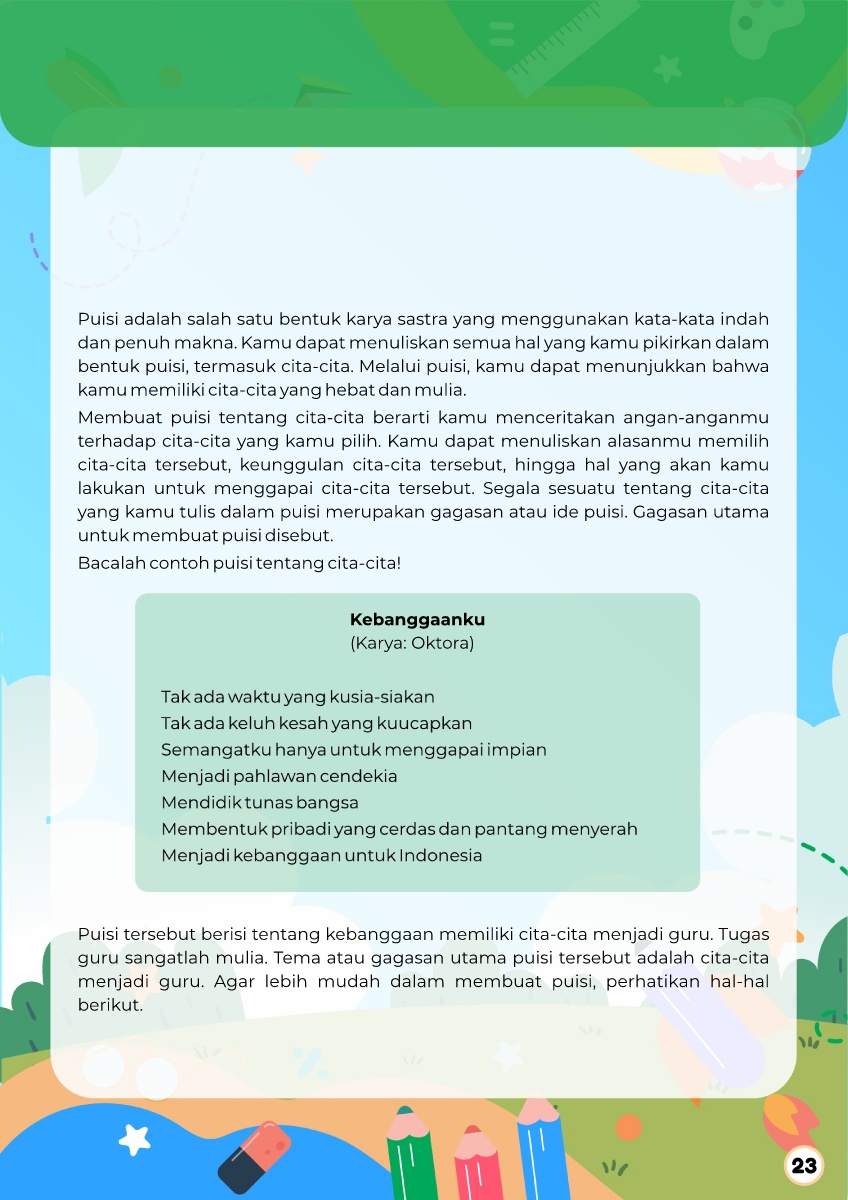 Puisi adalah salah satu bentuk karya sastra yang menggunakan kata-kata indah
dan penuh makna. Kamu dapat menuliskan semua hal yang kamu pikirkan dalam
bentuk puisi, termasuk cita-cita. Melalui puisi, kamu dapat menunjukkan bahwa
kamu memiliki cita-cita yang hebat dan mulia.
Membuat puisi tentang cita-cita berarti kamu menceritakan angan-anganmu
terhadap cita-cita yang kamu pilih. Kamu dapat menuliskan alasanmu memilih
cita-cita tersebut, keunggulan cita-cita tersebut, hingga hal yang akan kamu
lakukan untuk menggapai cita-cita tersebut. Segala sesuatu tentang cita-cita
yang kamu tulis dalam puisi merupakan gagasan atau ide puisi. Gagasan utama
untuk membuat puisi disebut.
Bacalah contoh puisi tentang cita-cita!
Kebanggaanku
(Karya: Oktora)
Tak ada waktu yang kusia-siakan
Tak ada keluh kesah yang kuucapkan
Semangatku hanya untuk menggapai impian
Menjadi pahlawan cendekia
Mendidik tunas bangsa
Membentuk pribadi yang cerdas dan pantang menyerah
Menjadi kebanggaan untuk Indonesia
Puisi tersebut berisi tentang kebanggaan memiliki cita-cita menjadi guru. Tugas
guru sangatlah mulia. Tema atau gagasan utama puisi tersebut adalah cita-cita
menjadi guru. Agar lebih mudah dalam membuat puisi, perhatikan hal-hal
berikut.
23